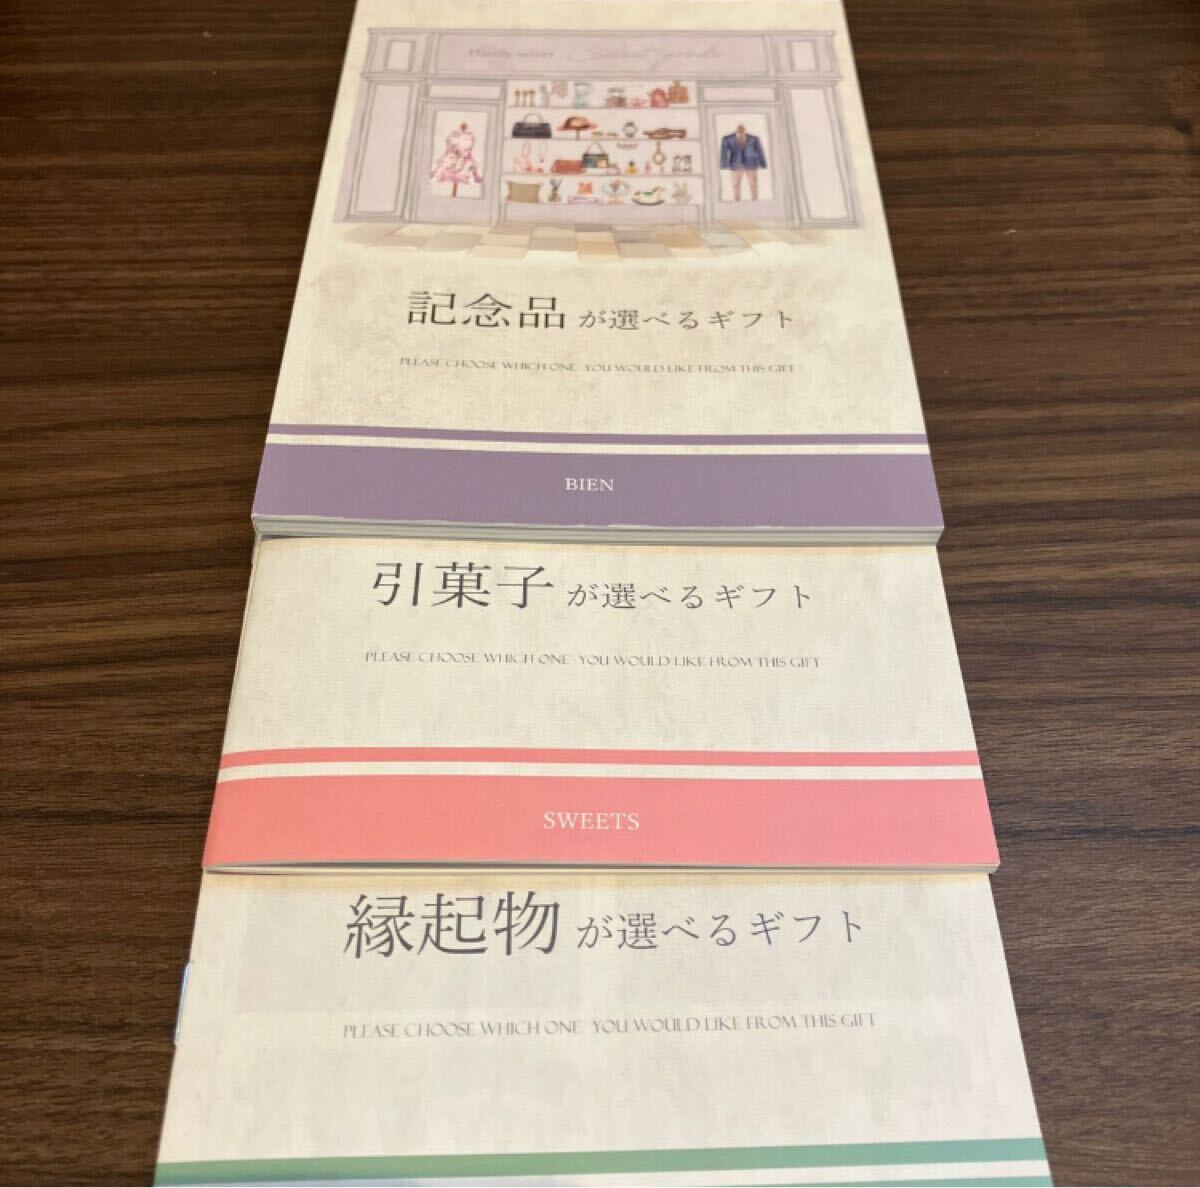 記念品が選べるギフト
PLEASE CHOOSE WHICH ONE YOU WOULD LIKE FROM THIS GIFT
BIEN
引菓子が選べるギフト
PLEASE CHOOSE WHICH ONE YOU WOULD LIKE FROM THIS GIFT
SWEETS
縁起物が選べるギフト
PLEASE CHOOSE WHICH ONE YOU WOULD LIKE FROM THIS GIFT